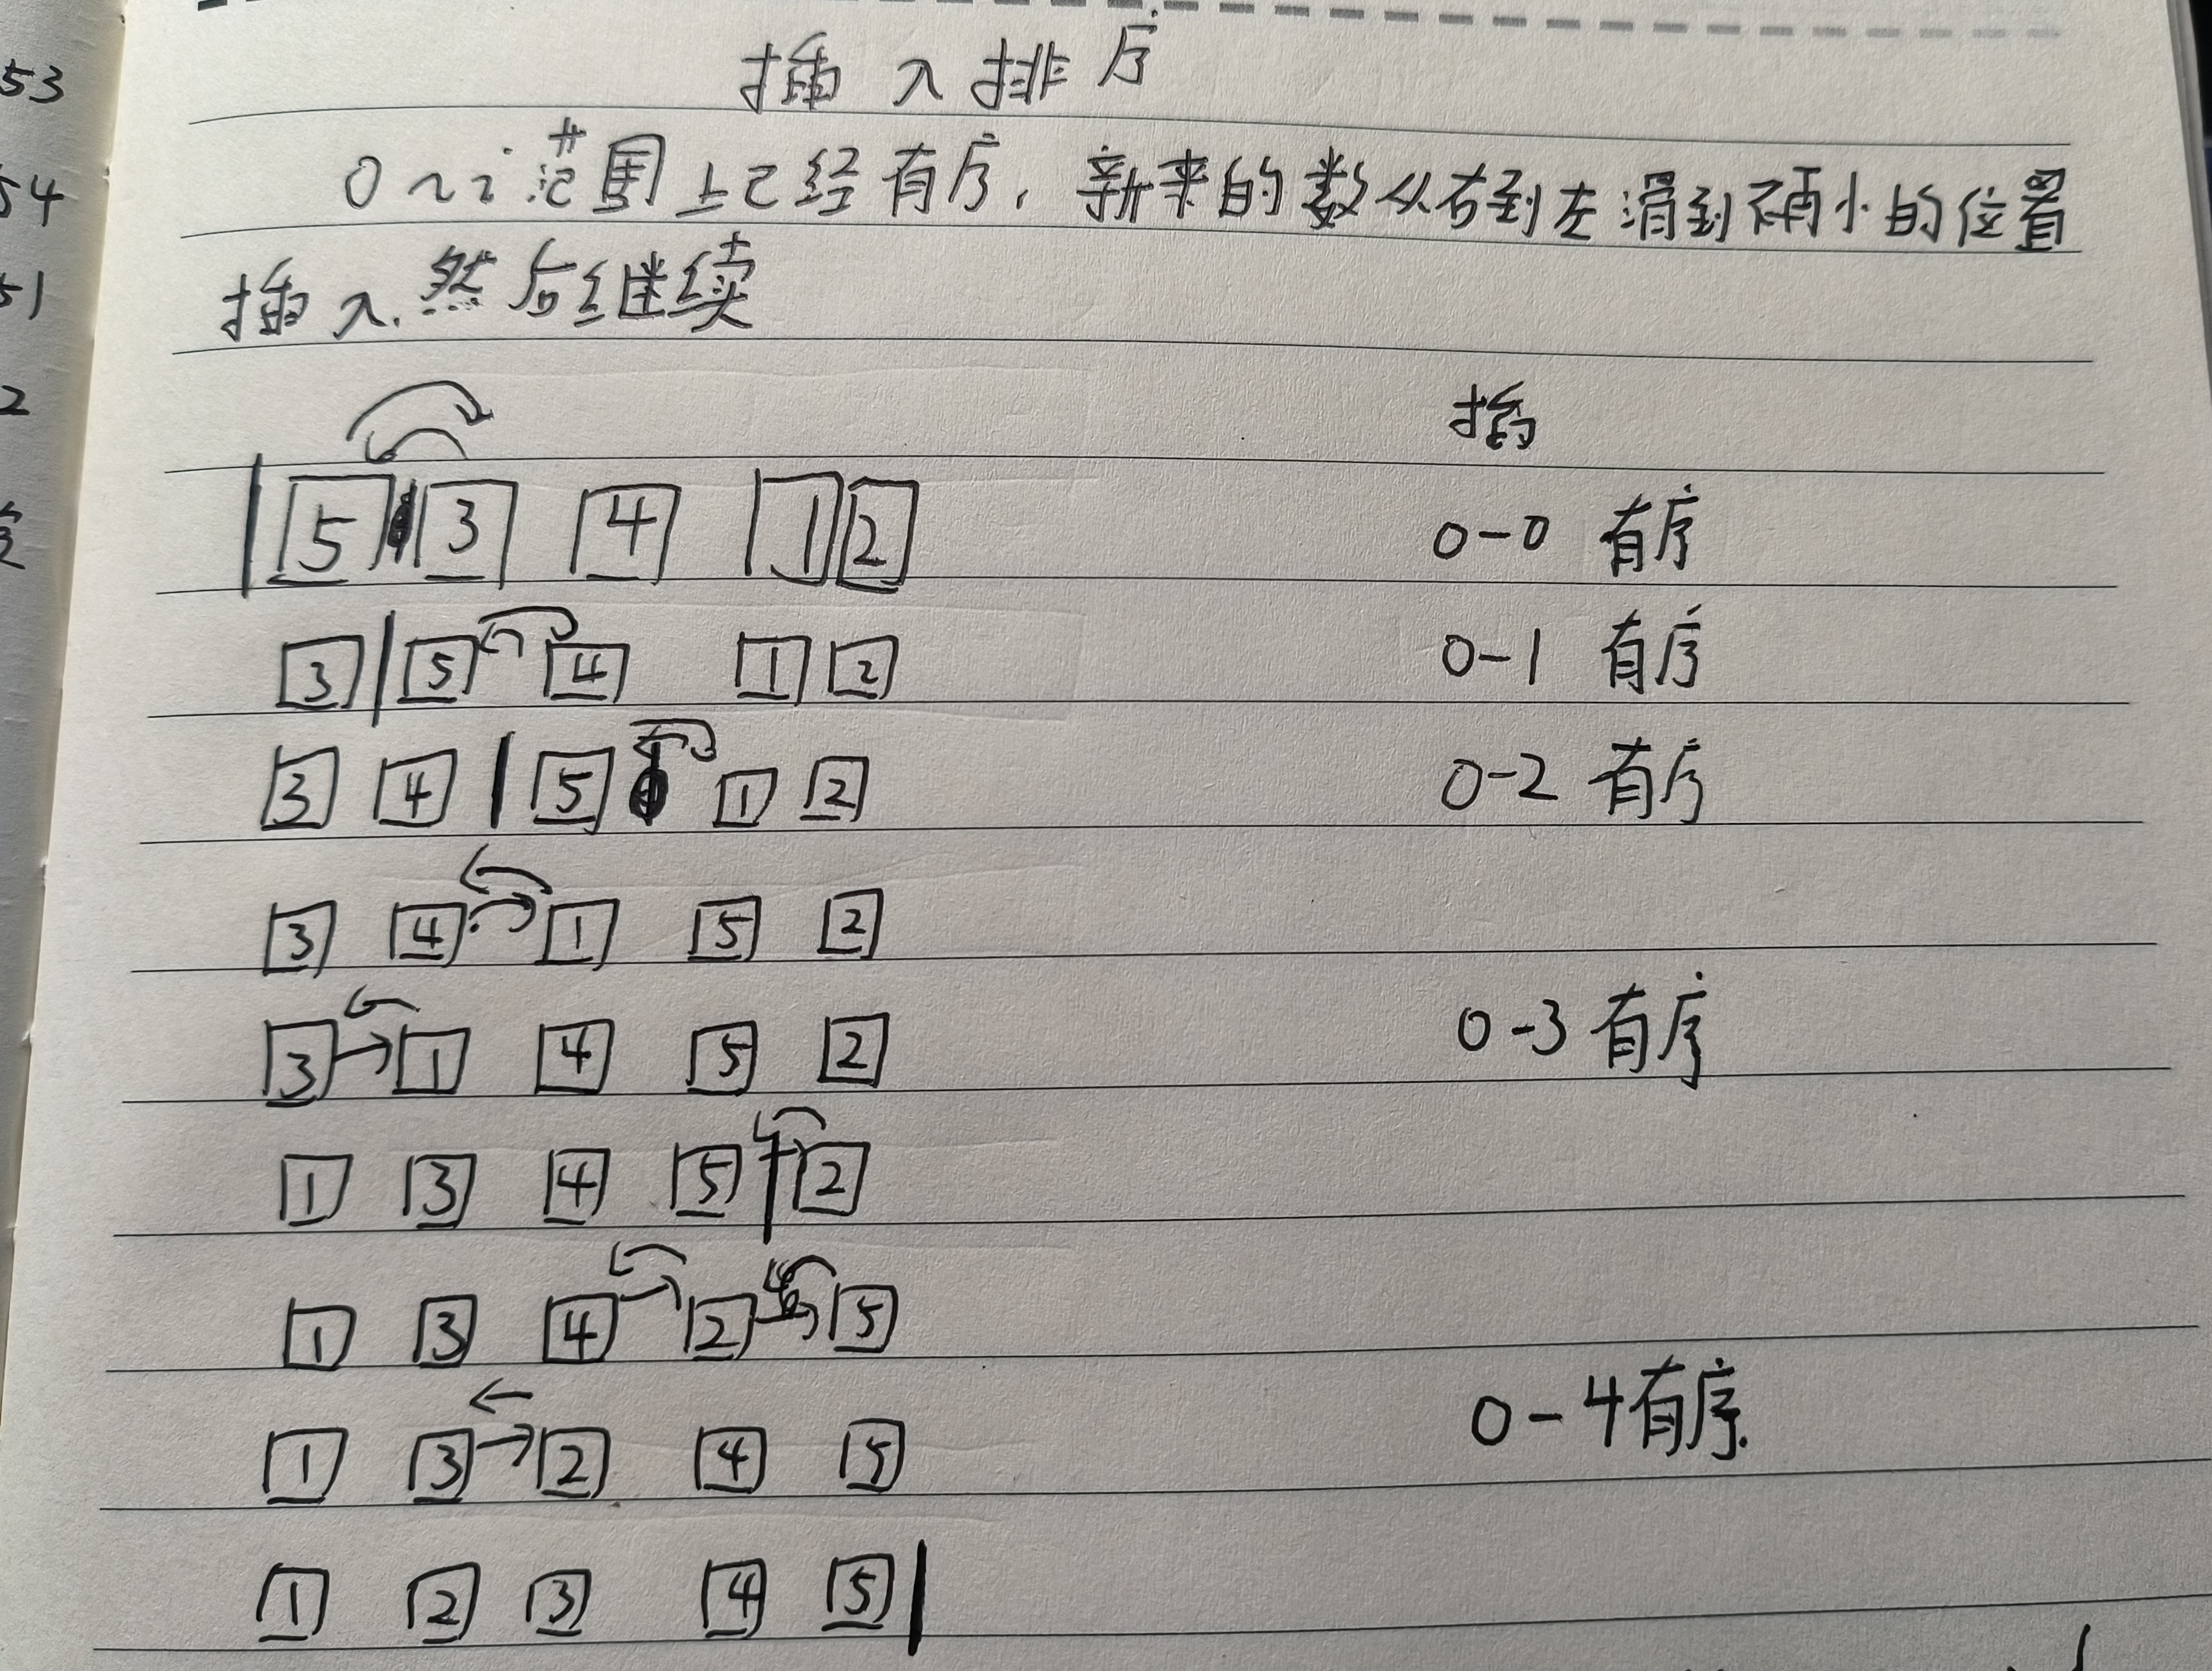 53
54
51
2
插入排序
0~i范围上已经有序,新来的数从右到左滑到不再小的位置
插入.然后继续
5 3 4 1 2 0-0 有序
3 5 4 1 2 0-1 有序
3 4 5 1 2 0-2 有序
3 4 1 5 2
3 1 4 5 2 0-3 有序
1 3 4 5 2
1 3 4 2 5
1 3 2 4 5 0-4有序.
1 2 3 4 5